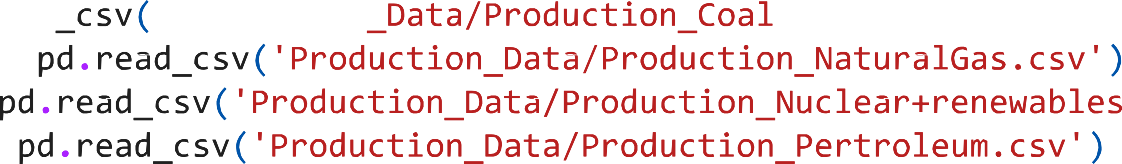 _csv( _Data/Production_Coal
pd.read_csv('Production_Data/Production_NaturalGas.csv')
pd.read_csv('Production_Data/Production_Nuclear+renewables
pd.read_csv('Production_Data/Production_Pertroleum.csv')